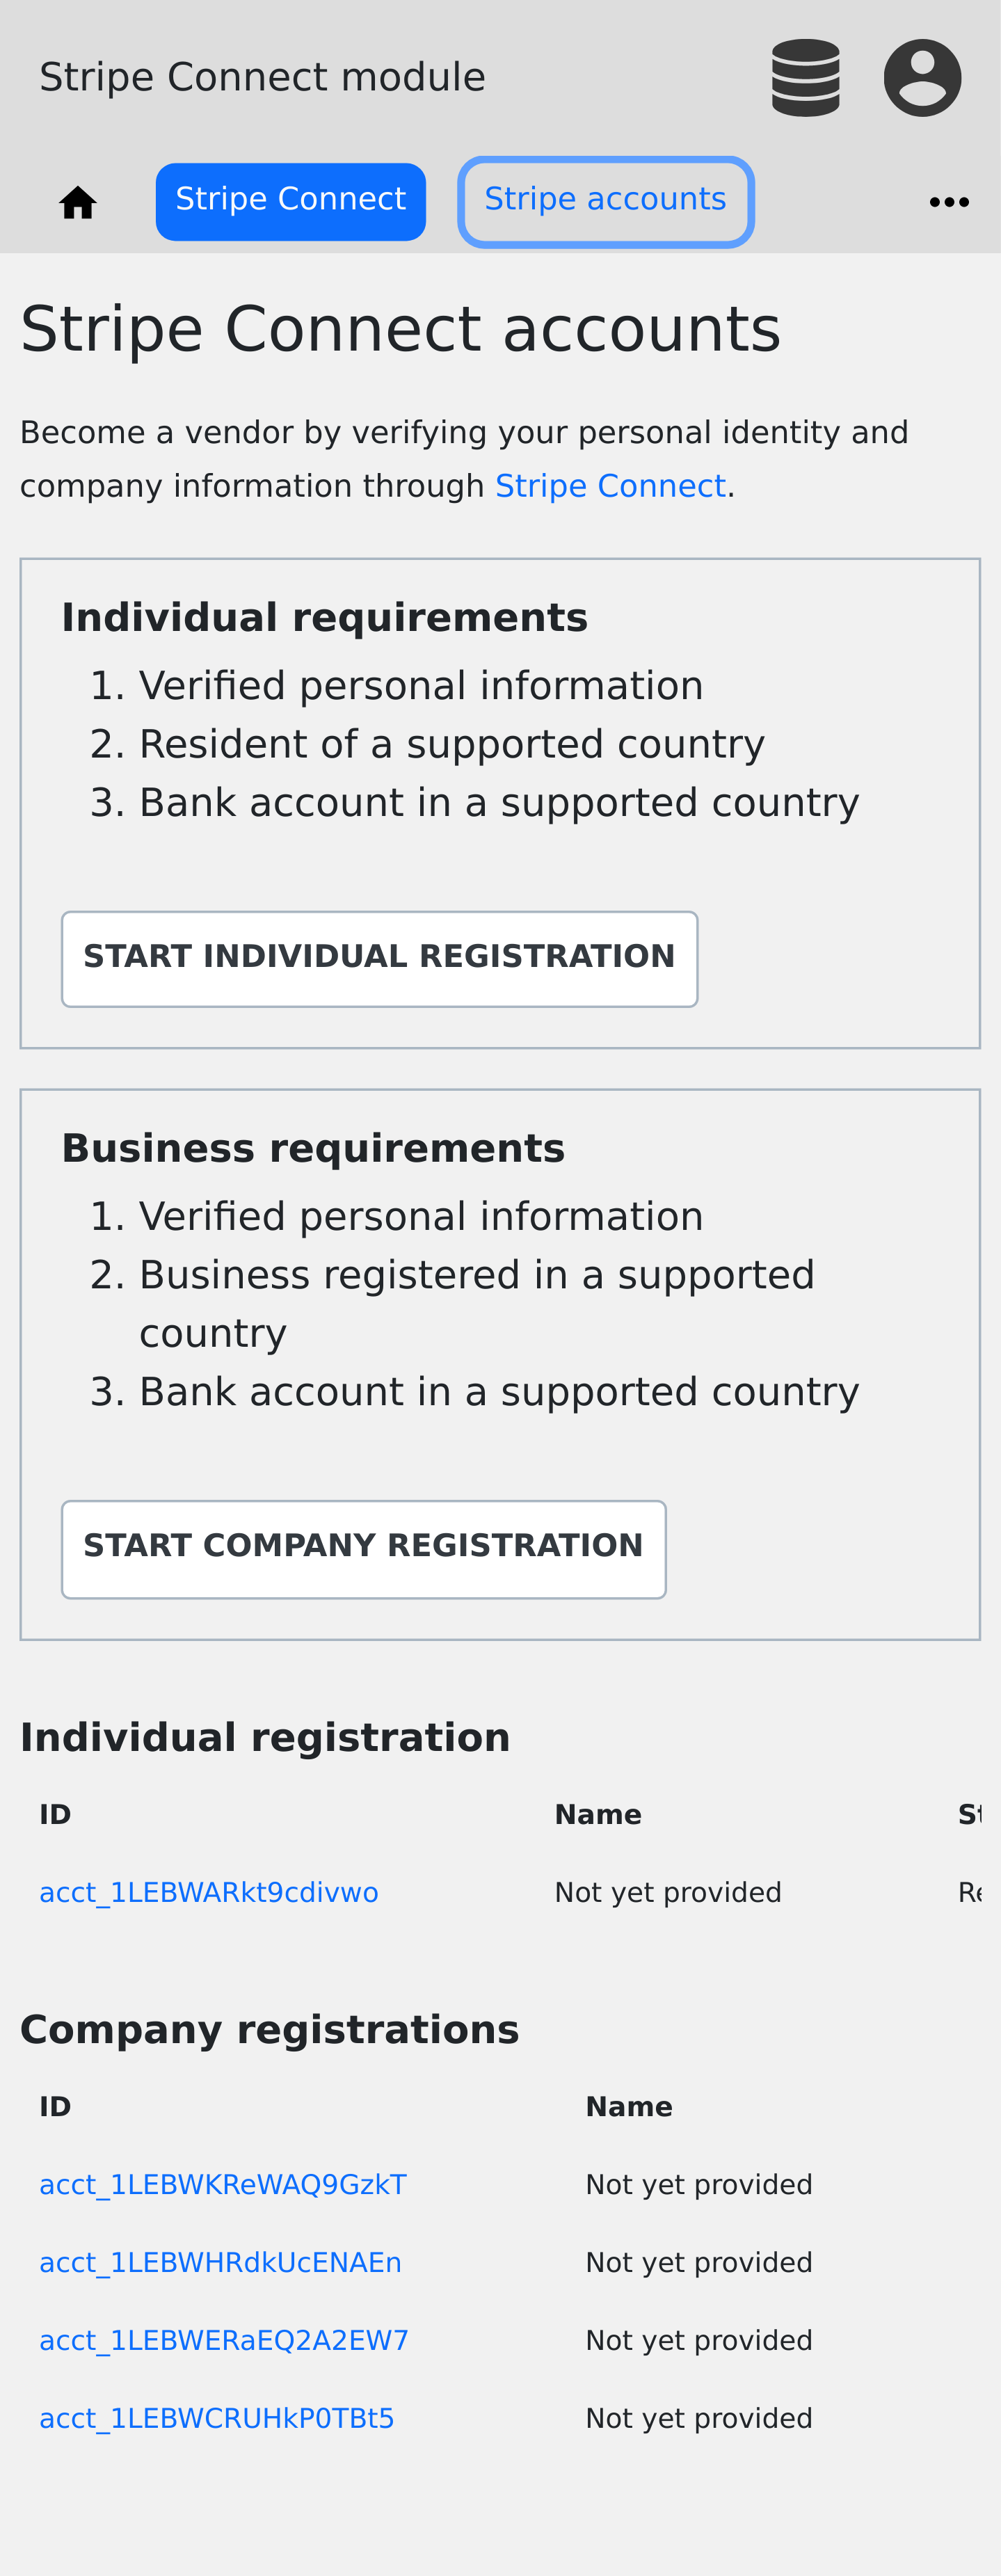 Stripe Connect module
Stripe Connect Stripe accounts
Stripe Connect accounts
Become a vendor by verifying your personal identity and
company information through Stripe Connect.
Individual requirements
1. Verified personal information
2. Resident of a supported country
3. Bank account in a supported country
START INDIVIDUAL REGISTRATION
Business requirements
1. Verified personal information
2. Business registered in a supported
country
3. Bank account in a supported country
START COMPANY REGISTRATION
Individual registration
ID Name
acct_1LEBWARkt9cdivwo Not yet provided
Company registrations
ID Name
acct_1LEBWKReWAQ9GzkT Not yet provided
acct_1LEBWHRdkUcENAEn Not yet provided
acct_1LEBWERaEQ2A2EW7 Not yet provided
acct_1LEBWCRUHkP0TBt5 Not yet provided